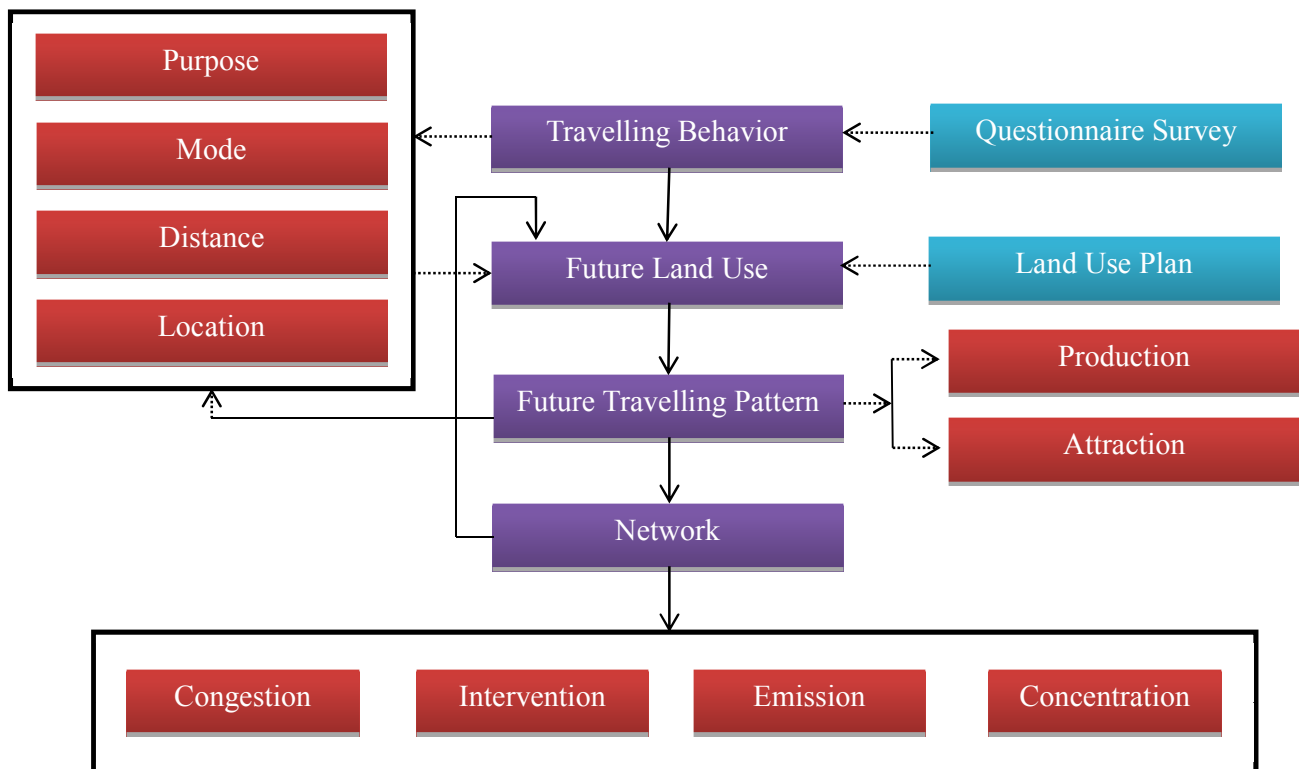 Purpose
Mode
Distance
Location
Travelling Behavior
Questionnaire Survey
Future Land Use
Land Use Plan
Future Travelling Pattern
Production
Attraction
Network
Congestion
Intervention
Emission
Concentration